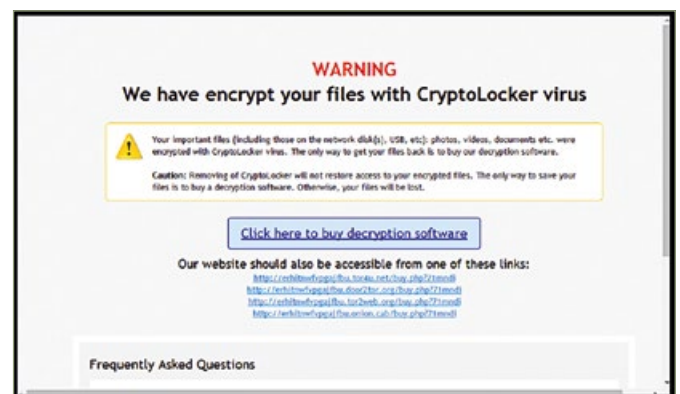 WARNING
We have encrypt your files with CryptoLocker virus
Your important files (including those on the network disk(s), USB, etc): photos, videos, documents etc. were
encrypted with CryptoLocker virus. The only way to get your files back is to buy our decryption software.
Caution: Removing of CryptoLocker will not restore access to your encrypted files. The only way to save your
files is to buy a decryption software. Otherwise, your files will be lost.
Click here to buy decryption software
Our website should also be accessible from one of these links:
Frequently Asked Questions